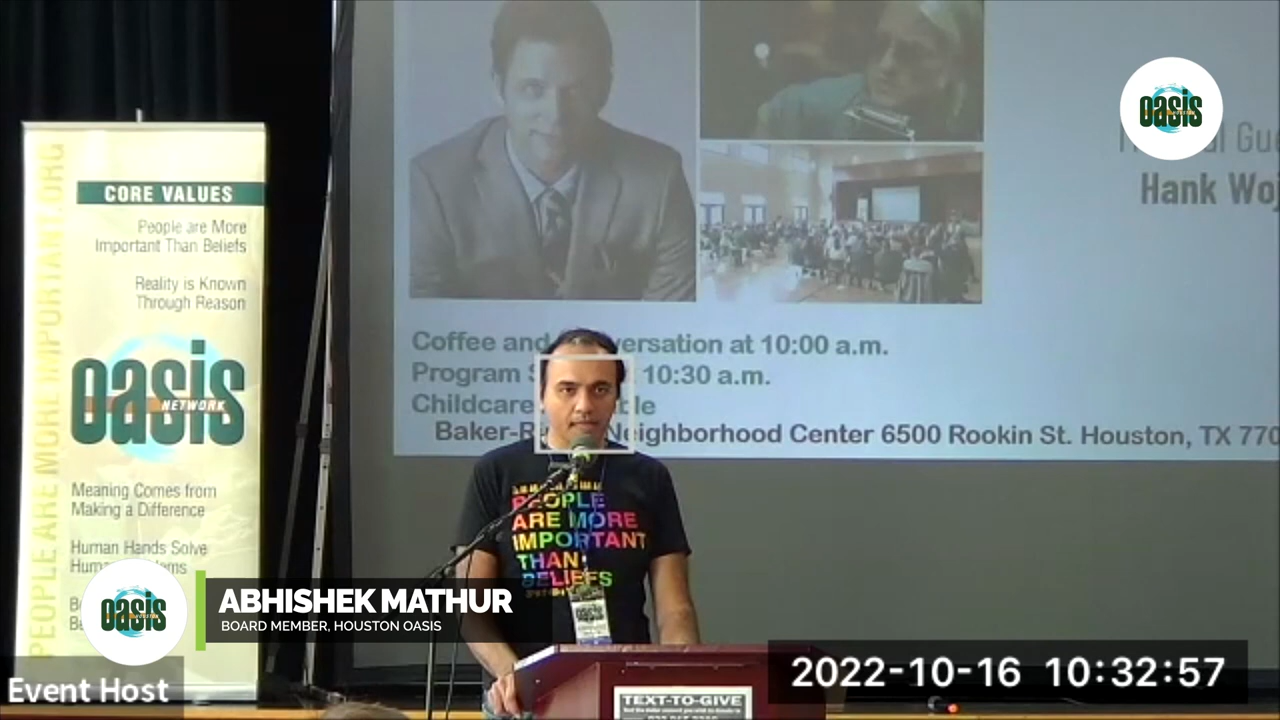 PEOPLE ARE MORE IMPORTANT.ORG
CORE VALUES
People are More
Important Than Beliefs
Reality is Known
Through Reason
oasis
NETWORK
Meaning Comes from
Making a Difference
Human Hands Solve
oasis
Hank Woj
Coffee and versation at 10:00 a.m.
Program 10:30 a.m.
Childcare
Neighborhood Center 6500 Rookin St. Houston, TX 770
PEOPLE
ARE MORE
IMPORTANT
THAN
BELIEFS
oasis
ABHISHEK MATHUR
BOARD MEMBER, HOUSTON OASIS
Event Host
TEXT-TO-GIVE
2022-10-16 10:32:57